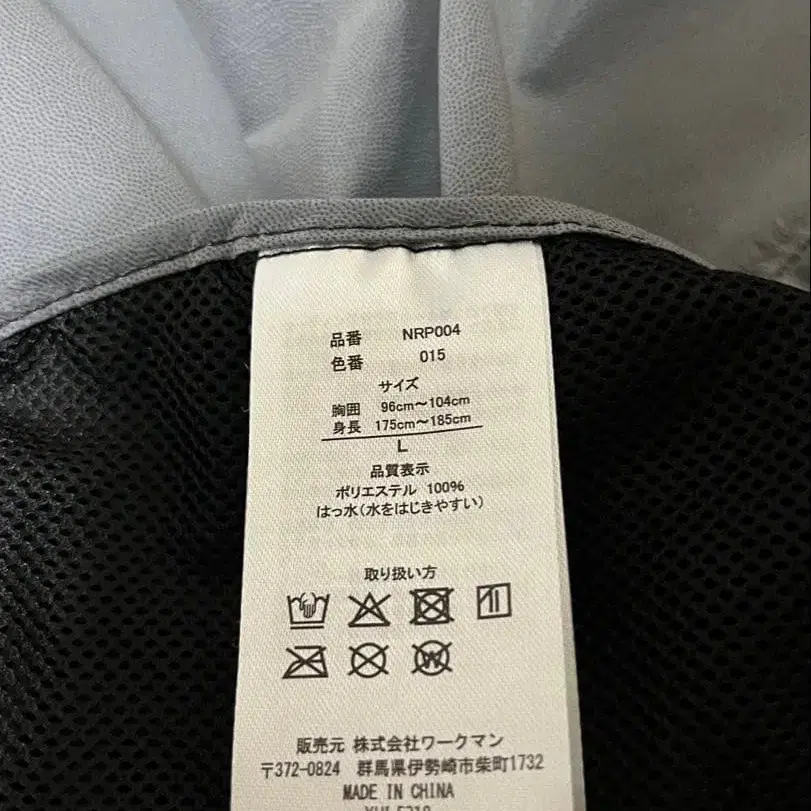 品番 NRP004
色番 015
サイズ
胸囲 96cm～104cm
身長 175cm～185cm
L
品質表示
ポリエステル 100%
はっ水(水をはじきやすい)
取り扱い方
販売元 株式会社ワークマン
〒372-0824 群馬県伊勢崎市柴町1732
MADE IN CHINA